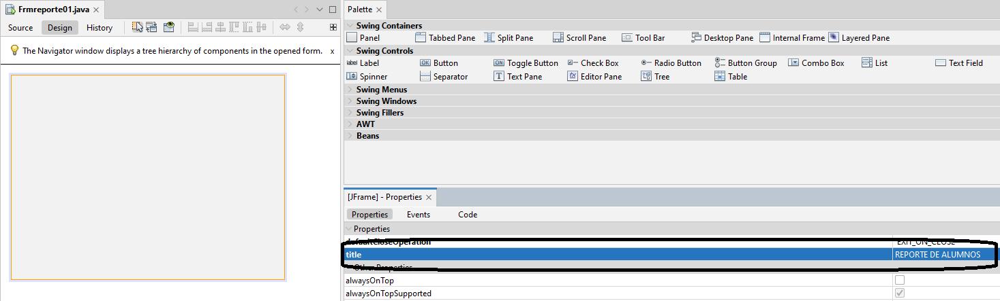 Frmreporte01.java
Source Design History
The Navigator window displays a tree hierarchy of components in the opened form. x
Palette
Swing Containers
Panel Tabbed Pane Split Pane Scroll Pane Tool Bar Desktop Pane Internal Frame Layered Pane
Swing Controls
label Label OK Button ON Toggle Button Check Box Radio Button Button Group Combo Box List Text Field
Spinner Separator T Text Pane Editor Pane Tree Table
Swing Menus
Swing Windows
Swing Fillers
AWT
Beans
[JFrame] - Properties
Properties Events Code
Properties
defaultCloseOperation EXIT_ON_CLOSE
title REPORTE DE ALUMNOS
Other Properties
alwaysOnTop
alwaysOnTopSupported